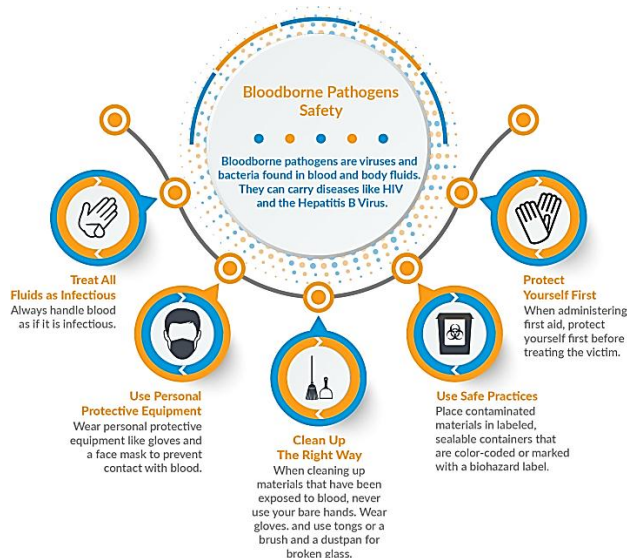 Bloodborne Pathogens
Safety
Bloodborne pathogens are viruses and
bacteria found in blood and body fluids.
They can carry diseases like HIV
and the Hepatitis B Virus.
Treat All
Fluids as Infectious
Always handle blood
as if it is infectious.
Use Personal
Protective Equipment
Wear personal protective
equipment like gloves and
a face mask to prevent
contact with blood.
Clean Up
The Right Way
When cleaning up
materials that have been
exposed to blood, never
use your bare hands. Wear
gloves. and use tongs or a
brush and a dustpan for
broken glass.
Use Safe Practices
Place contaminated
materials in labeled,
sealable containers that
are color-coded or marked
with a biohazard label.
Protect
Yourself First
When administering
first aid, protect
yourself first before
treating the victim.